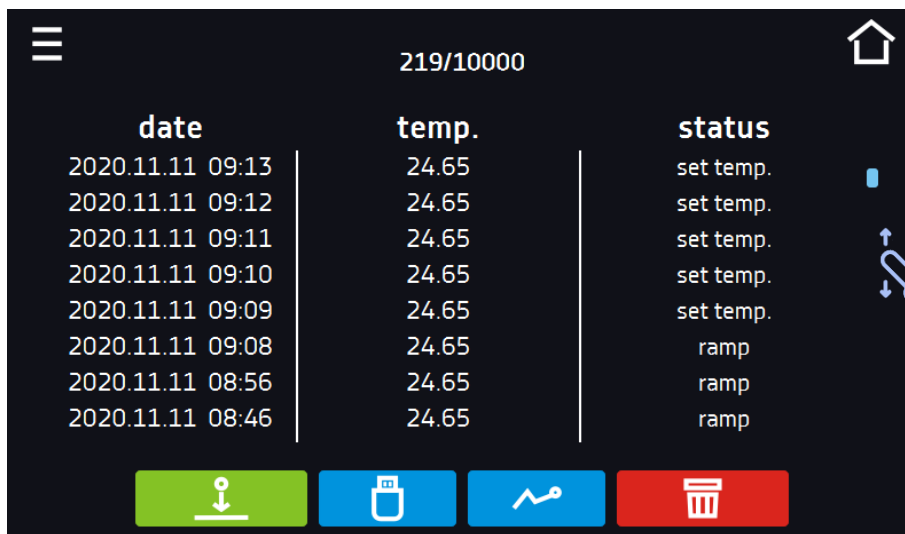 219/10000
date temp. status
2020.11.11 09:13 24.65 set temp.
2020.11.11 09:12 24.65 set temp.
2020.11.11 09:11 24.65 set temp.
2020.11.11 09:10 24.65 set temp.
2020.11.11 09:09 24.65 set temp.
2020.11.11 09:08 24.65 ramp
2020.11.11 08:56 24.65 ramp
2020.11.11 08:46 24.65 ramp